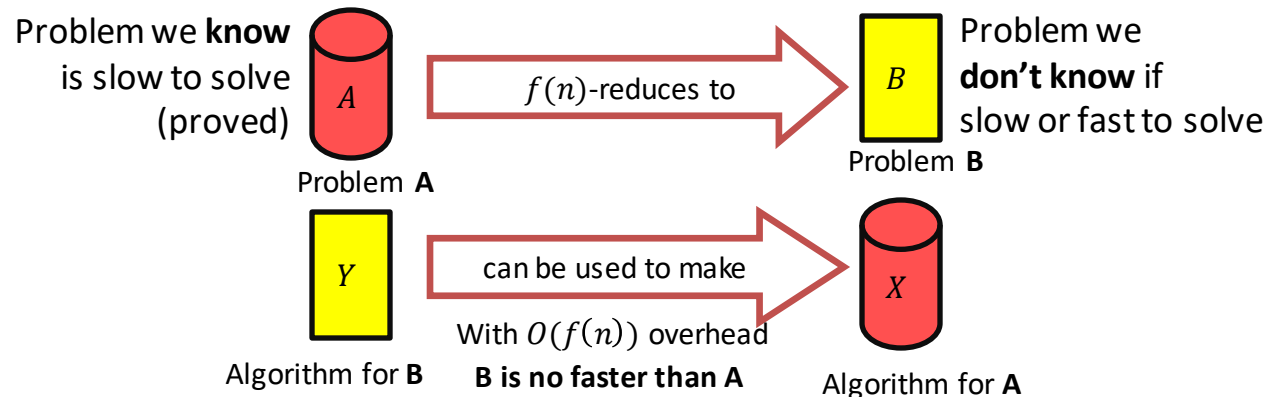 Problem we know
is slow to solve
(proved)
A
Problem A
f(n)-reduces to
B
Problem B
Problem we
don't know if
slow or fast to solve
Y
Algorithm for B
can be used to make
With O(f(n)) overhead
B is no faster than A
X
Algorithm for A